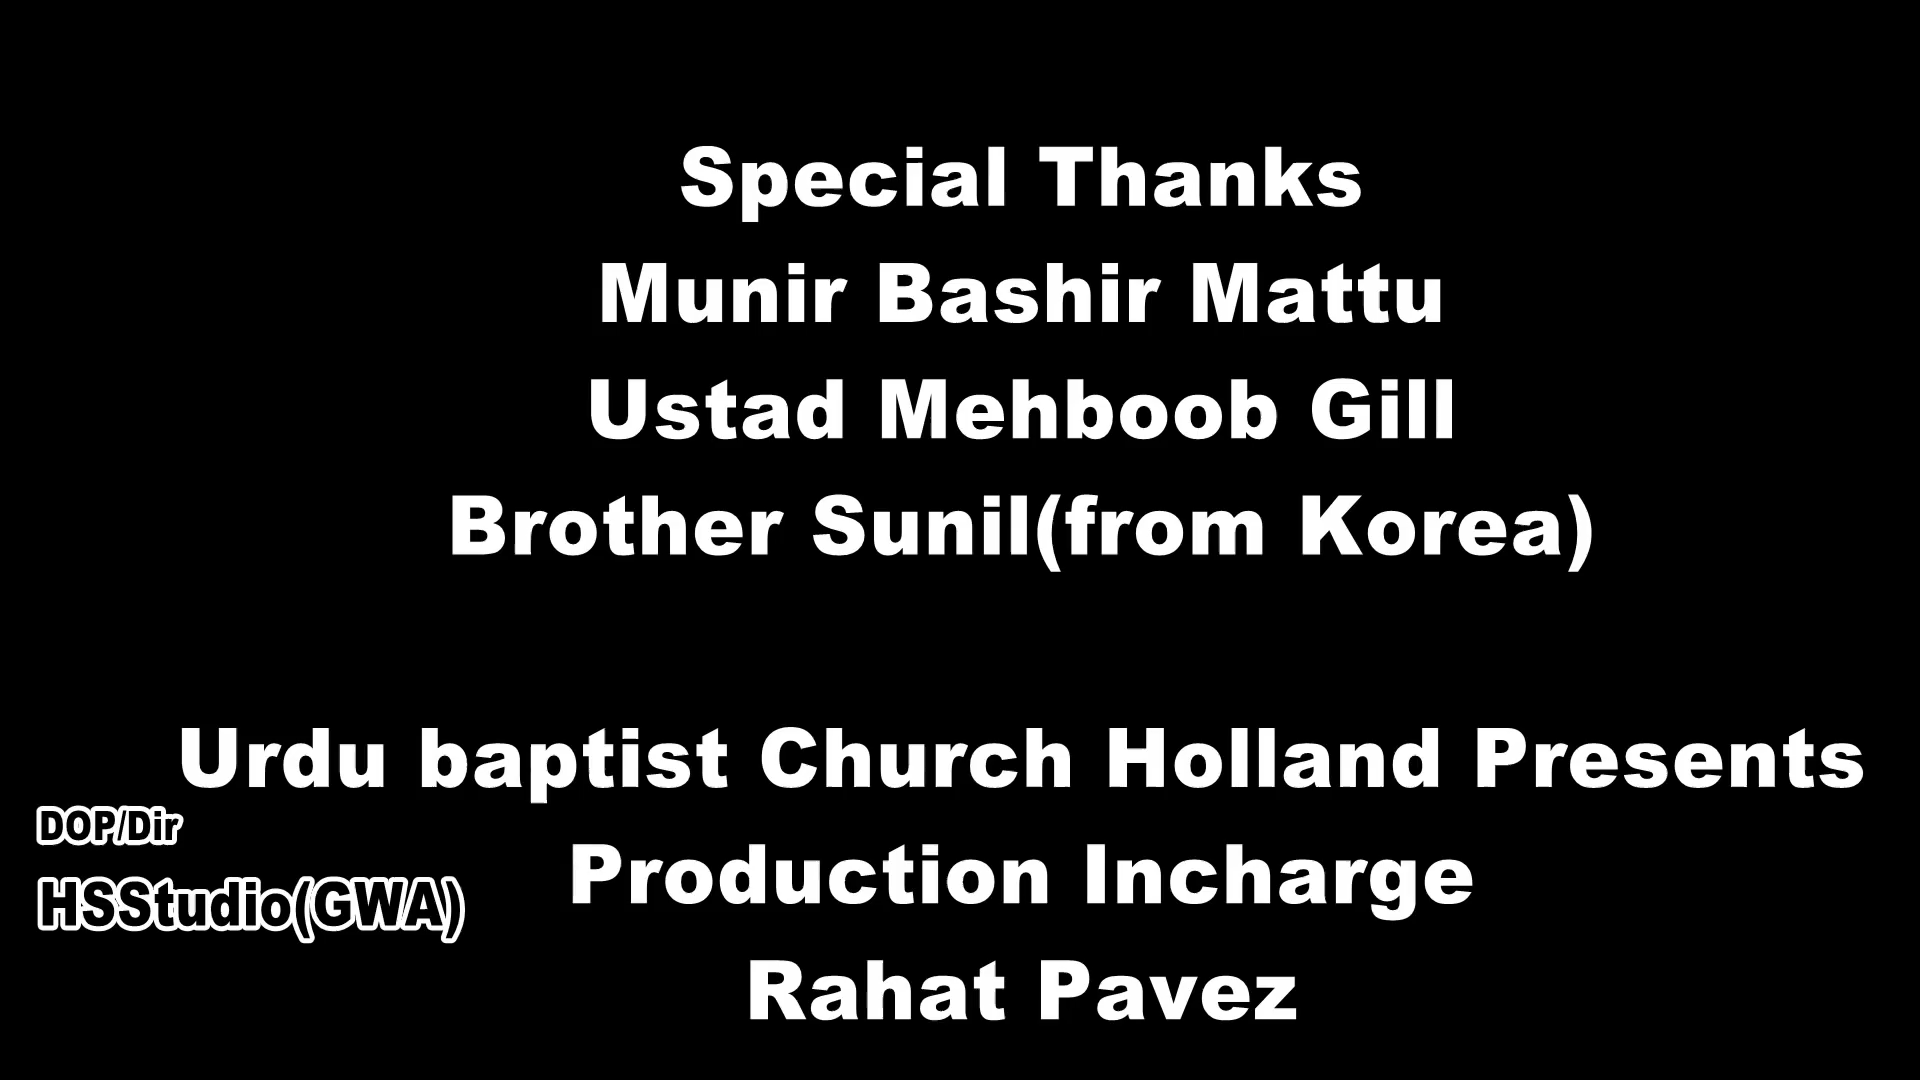 Special Thanks
Munir Bashir Mattu
Ustad Mehboob Gill
Brother Sunil(from Korea)
Urdu baptist Church Holland Presents
DOP/Dir
HSStudio(GWA)
Production Incharge
Rahat Pavez